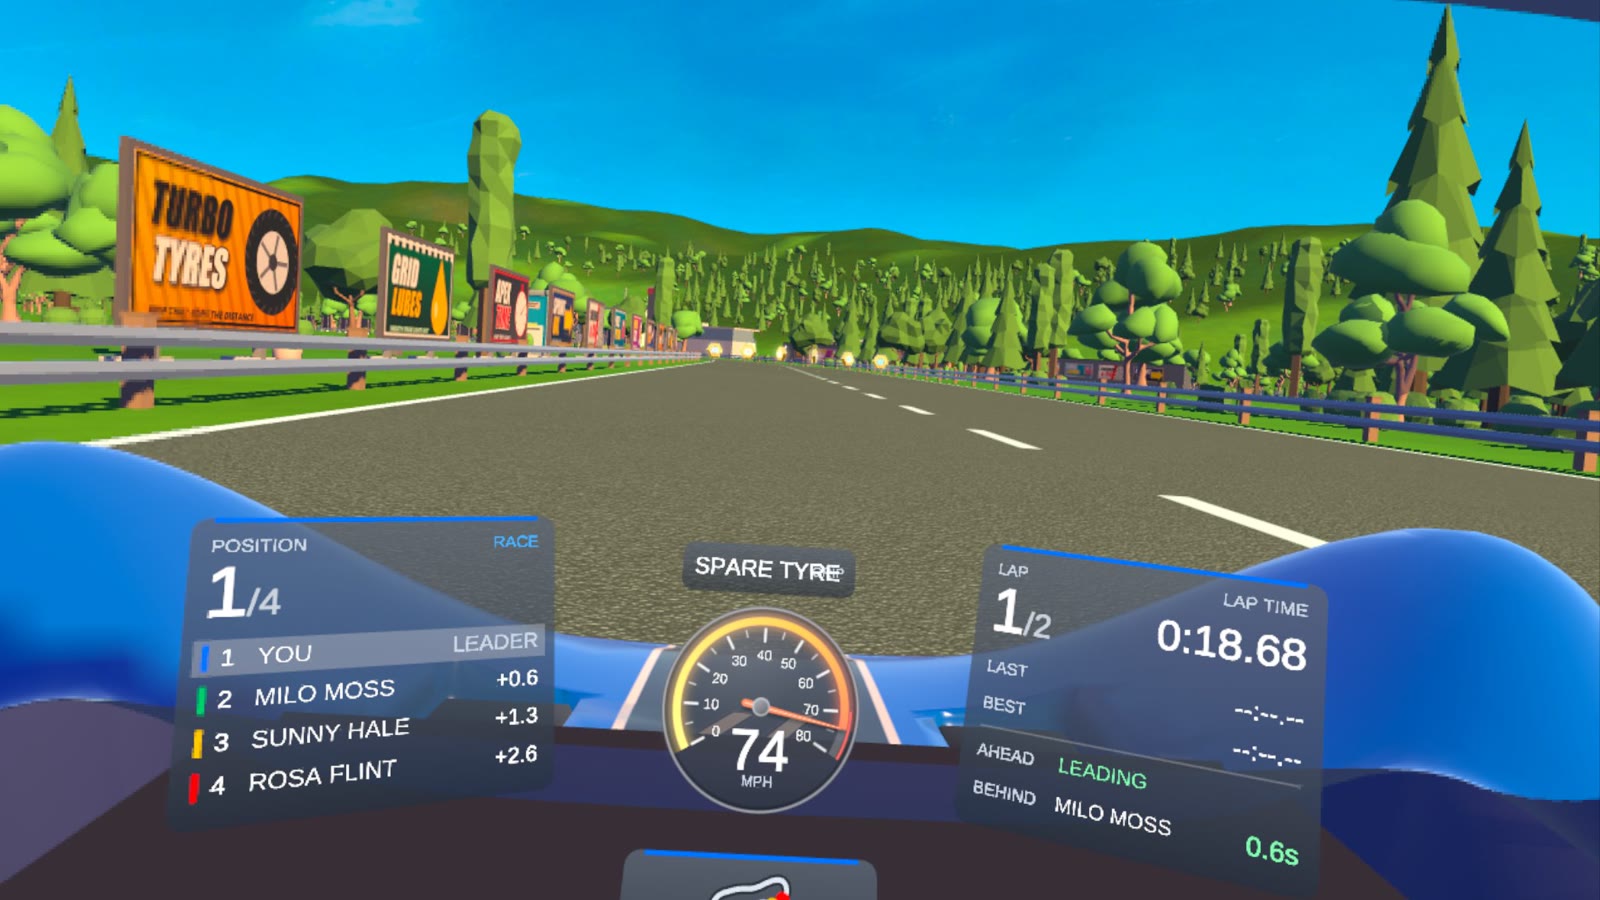 TURBO
TYRES
GRID
LUBES
APEX
POSITION
RACE
1/4
1 YOU LEADER
2 MILO MOSS +0.6
3 SUNNY HALE +1.3
4 ROSA FLINT +2.6
SPARE TYRE
0 10 20 30 40 50 60 70 80
74
MPH
LAP
LAP TIME
1/2
0:18.68
LAST --:--.--
BEST --:--.--
AHEAD LEADING
BEHIND MILO MOSS
0.6s